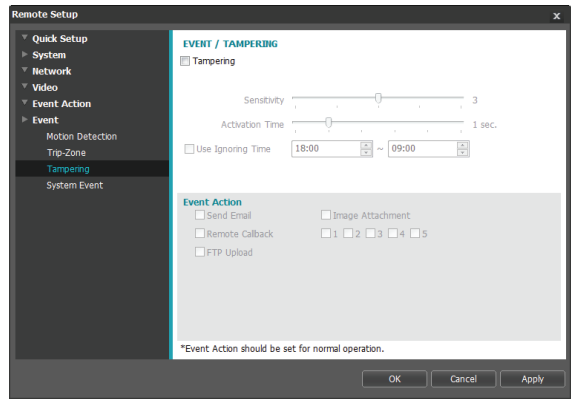 Remote Setup x
Quick Setup
System
Network
Video
Event Action
Event
Motion Detection
Trip-Zone
Tampering
System Event
EVENT / TAMPERING
Tampering
Sensitivity 3
Activation Time 1 sec.
Use Ignoring Time 18:00 ~ 09:00
Event Action
Send Email Image Attachment
Remote Callback 1 2 3 4 5
FTP Upload
*Event Action should be set for normal operation.
OK Cancel Apply